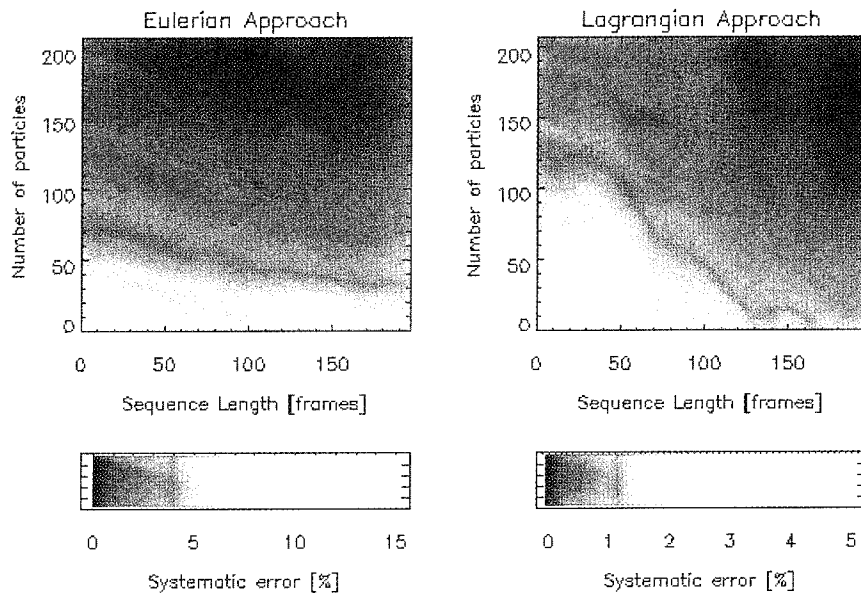 Eulerian Approach
Number of particles
200
150
100
50
0
0 50 100 150
Sequence Length [frames]
0 5 10 15
Systematic error [%]
Lagrangian Approach
Number of particles
200
150
100
50
0
0 50 100 150
Sequence Length [frames]
0 1 2 3 4 5
Systematic error [%]